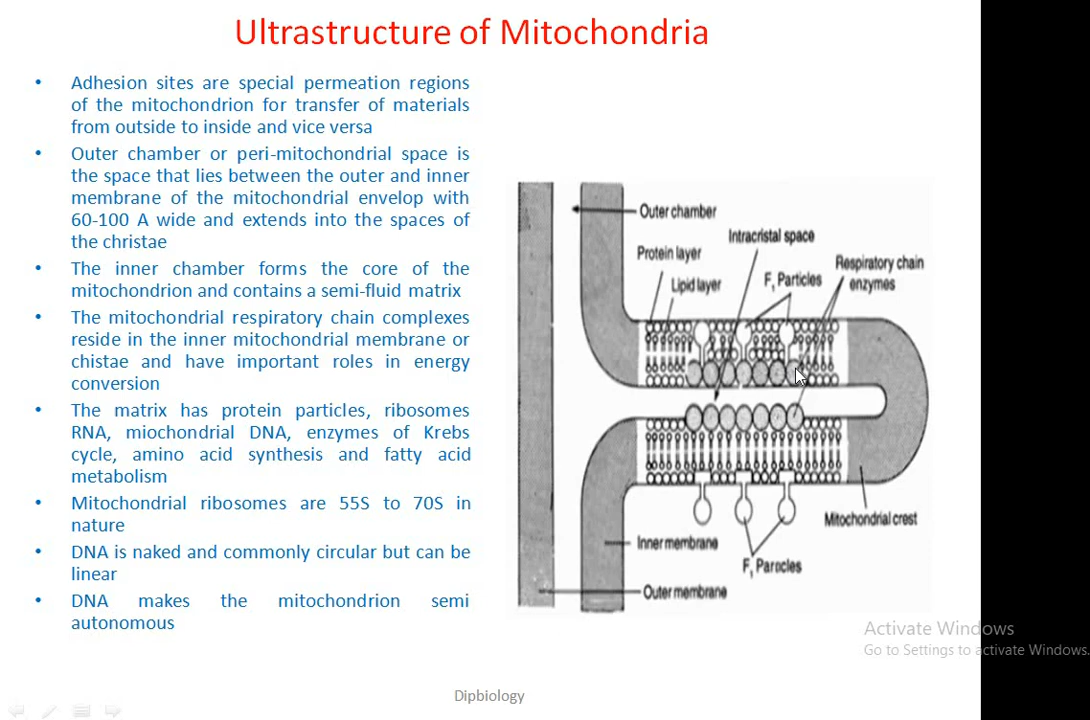 Ultrastructure of Mitochondria
• Adhesion sites are special permeation regions
of the mitochondrion for transfer of materials
from outside to inside and vice versa
• Outer chamber or peri-mitochondrial space is
the space that lies between the outer and inner
membrane of the mitochondrial envelop with
60-100 A wide and extends into the spaces of
the christae
• The inner chamber forms the core of the
mitochondrion and contains a semi-fluid matrix
• The mitochondrial respiratory chain complexes
reside in the inner mitochondrial membrane or
chistae and have important roles in energy
conversion
• The matrix has protein particles, ribosomes
RNA, miochondrial DNA, enzymes of Krebs
cycle, amino acid synthesis and fatty acid
metabolism
• Mitochondrial ribosomes are 55S to 70S in
nature
• DNA is naked and commonly circular but can be
linear
• DNA makes the mitochondrion semi
autonomous
Outer chamber
Intracristal space
Protein layer
Lipid layer
F₁ Particles
Respiratory chain
enzymes
Mitochondrial crest
Inner membrane
F₁ Parocles
Outer membrane
Activate Windows
Go to Settings to activate Windows.
Dipbiology